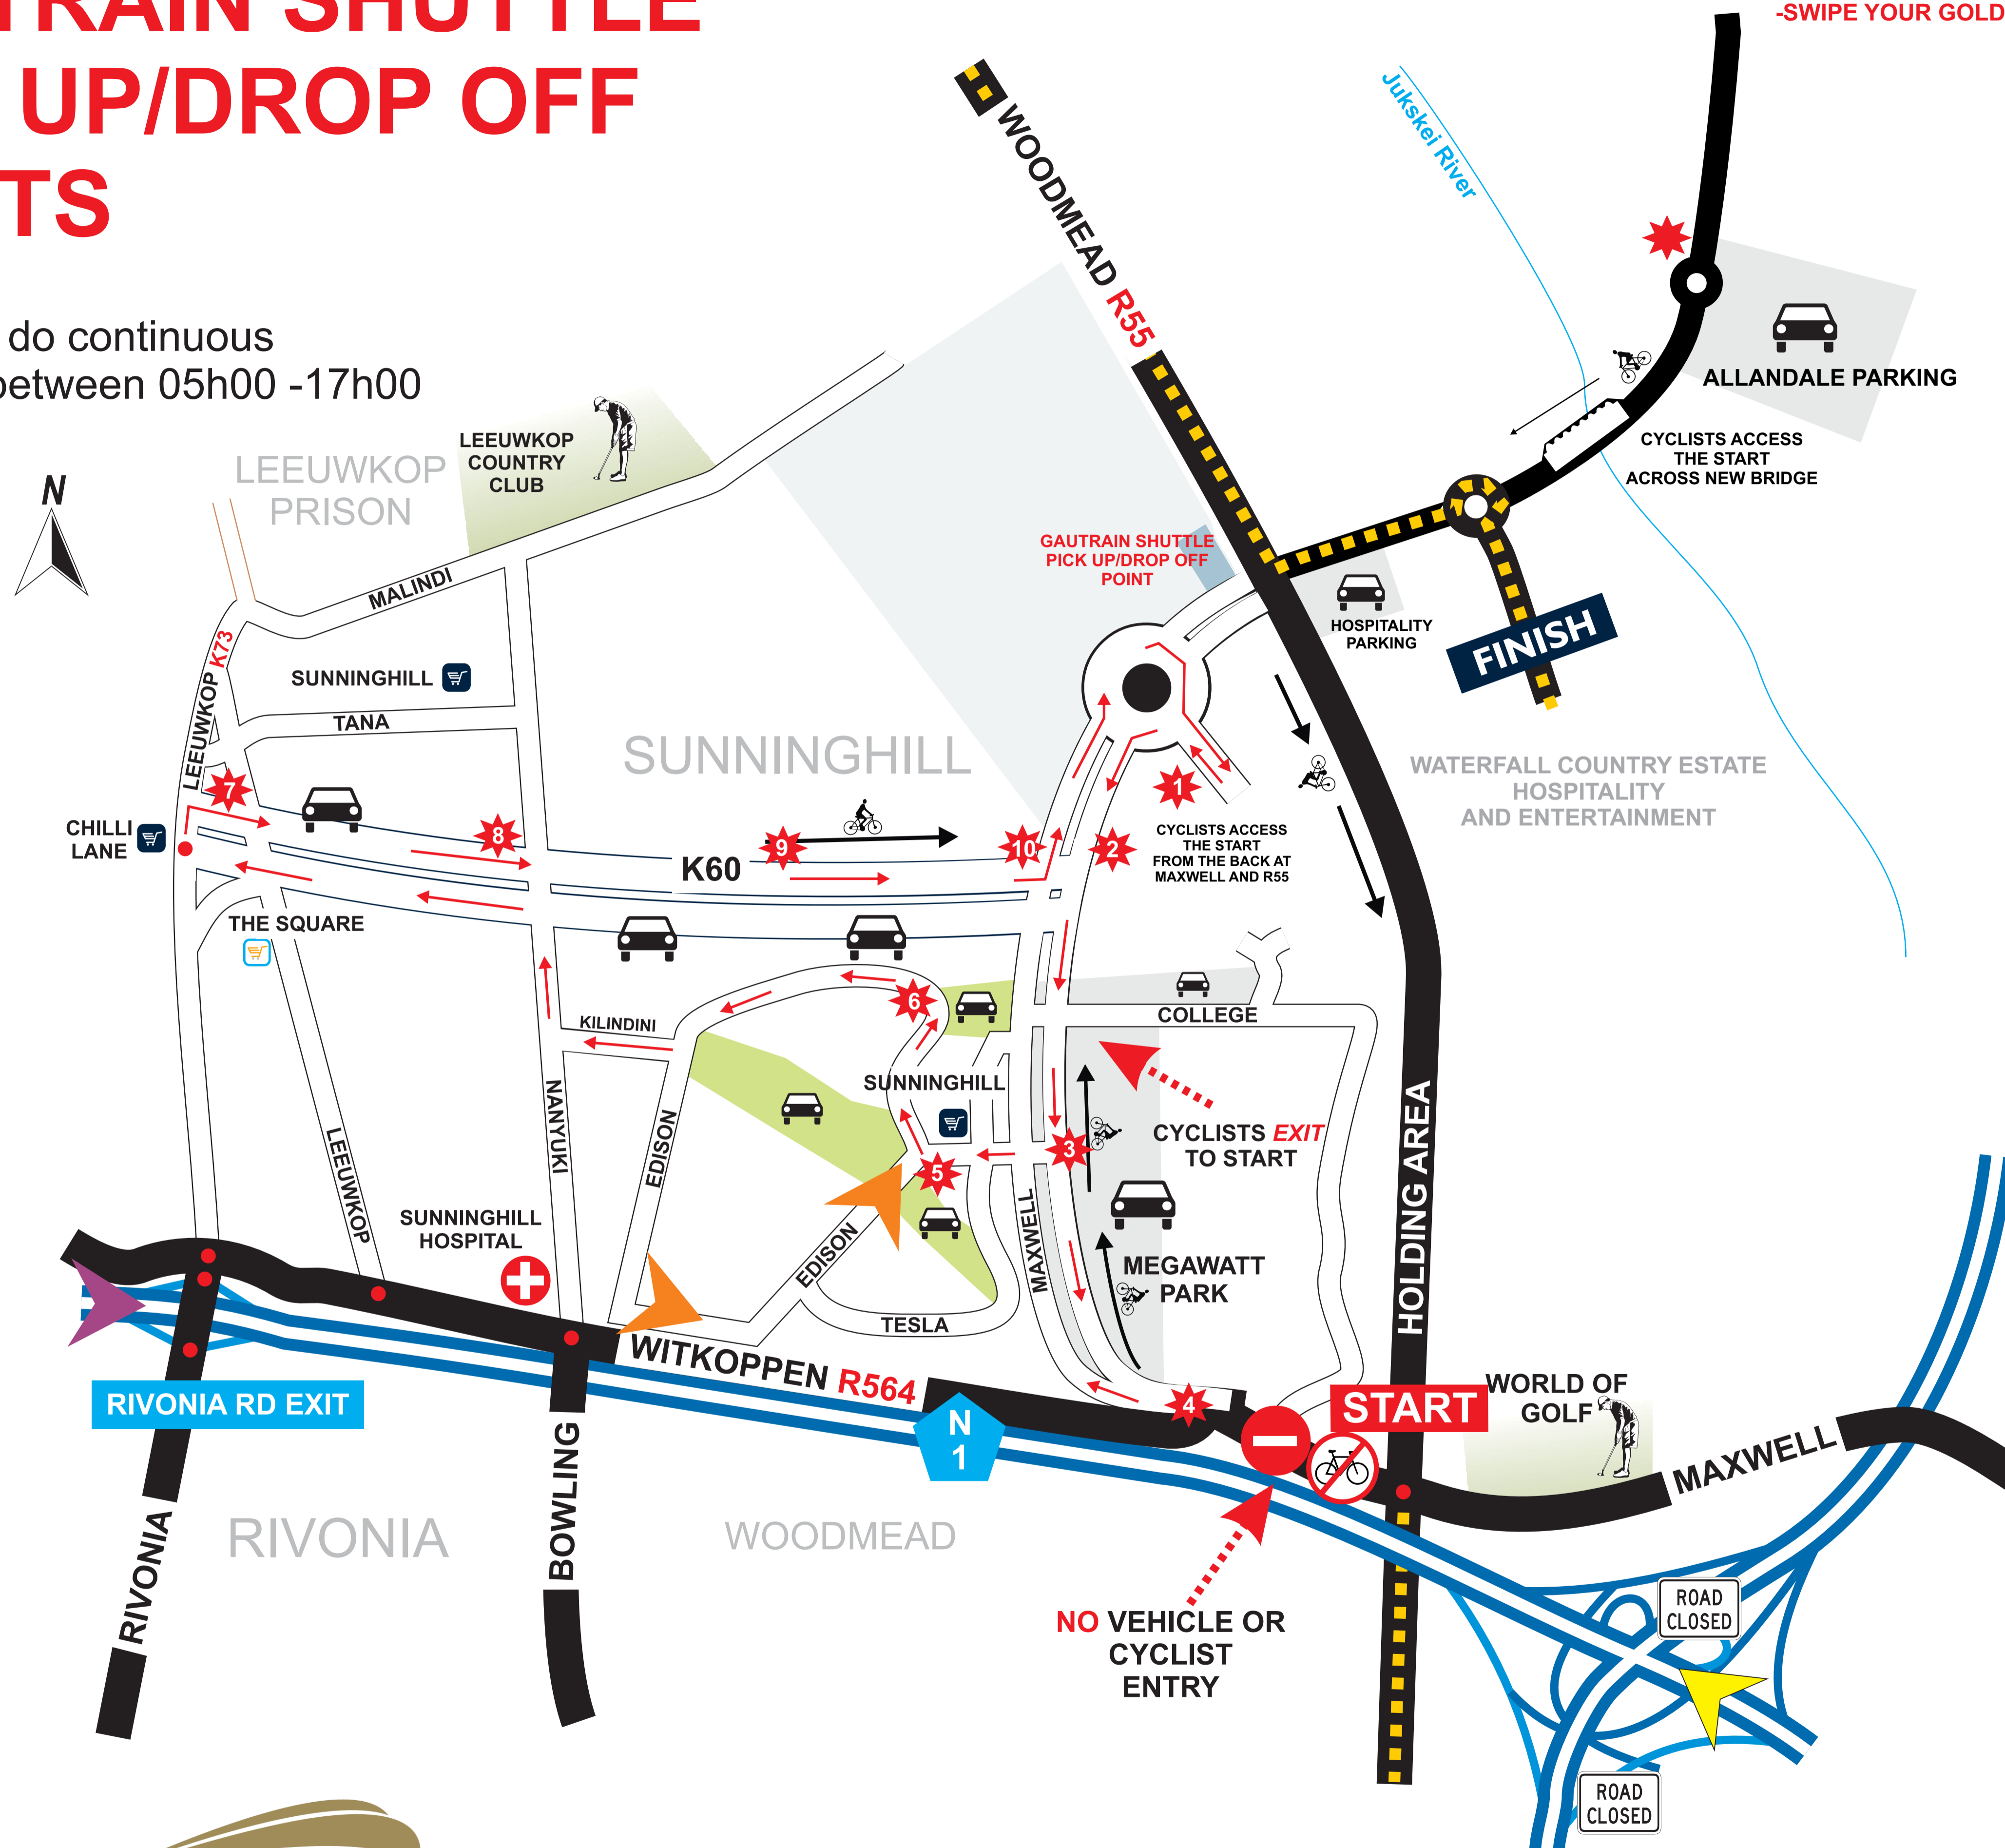 TRAIN SHUTTLE
UP/DROP OFF
TS
-SWIPE YOUR GOLD
do continuous
between 05h00 -17h00
N
LEEUWKOP
PRISON
LEEUWKOP
COUNTRY
CLUB
WOODMEAD R55
Jukskei River
ALLANDALE PARKING
CYCLISTS ACCESS
THE START
ACROSS NEW BRIDGE
GAUTRAIN SHUTTLE
PICK UP/DROP OFF
POINT
HOSPITALITY
PARKING
FINISH
MALINDI
LEEUWKOP K73
SUNNINGHILL
TANA
SUNNINGHILL
WATERFALL COUNTRY ESTATE
HOSPITALITY
AND ENTERTAINMENT
7
8
9
10
2
1
CHILLI
LANE
K60
CYCLISTS ACCESS
THE START
FROM THE BACK AT
MAXWELL AND R55
THE SQUARE
6
COLLEGE
KILINDINI
SUNNINGHILL
NANYUKI
EDISON
LEEUWKOP
3
5
CYCLISTS EXIT
TO START
HOLDING AREA
SUNNINGHILL
HOSPITAL
EDISON
MAXWELL
MEGAWATT
PARK
TESLA
WITKOPPEN R564
4
START
WORLD OF
GOLF
RIVONIA RD EXIT
N
1
MAXWELL
BOWLING
RIVONIA
RIVONIA
WOODMEAD
NO VEHICLE OR
CYCLIST
ENTRY
ROAD
CLOSED
ROAD
CLOSED